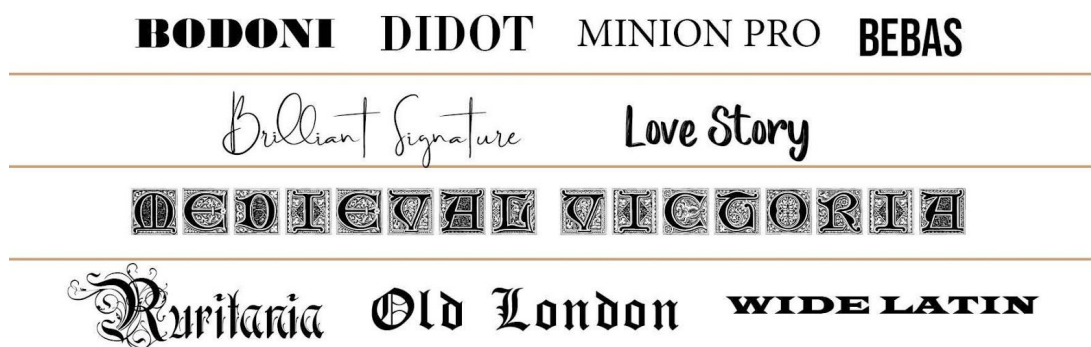 BODONI DIDOT MINION PRO BEBAS
Brilliant Signature Love Story
MEDIEVAL VICTORIA
Ruritania Old London WIDE LATIN